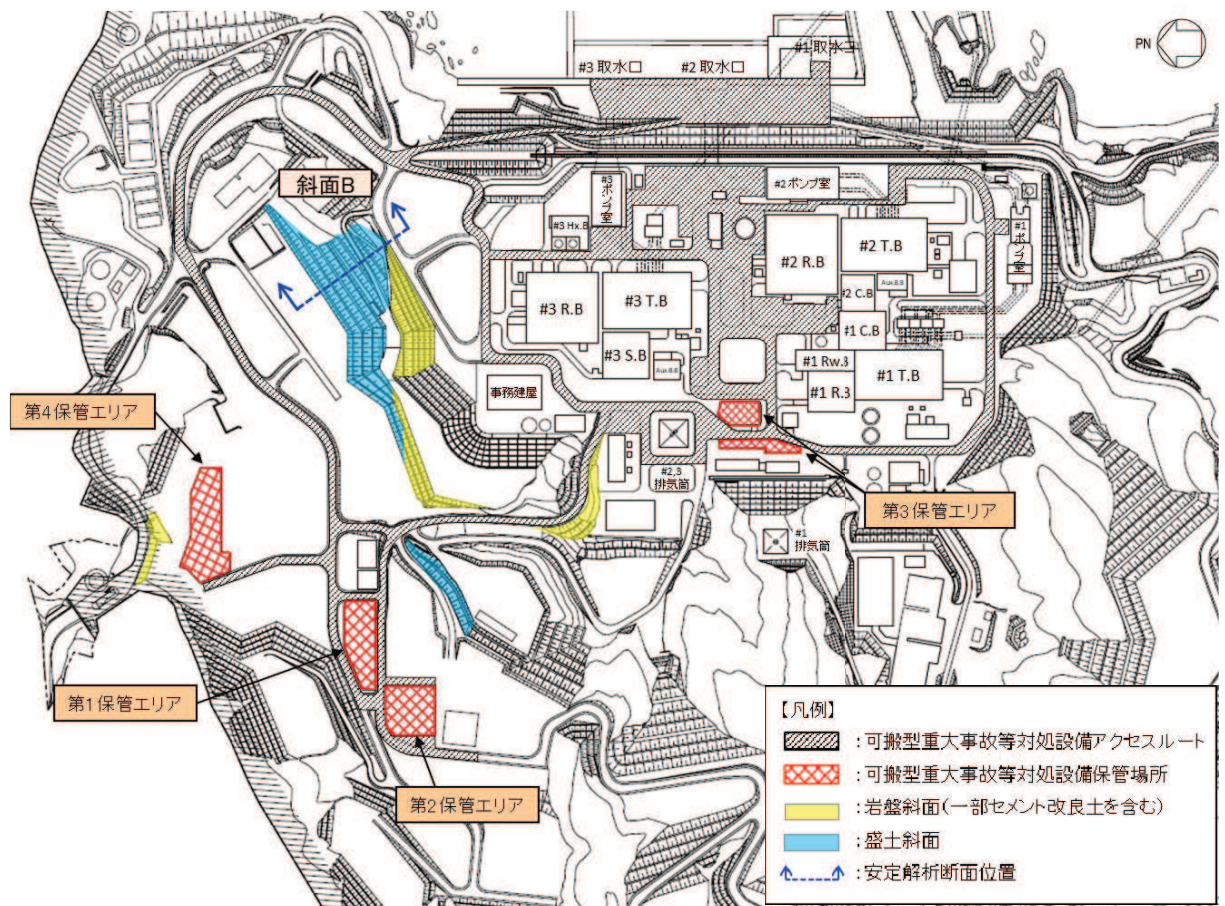 #1 取水工
PN
#3 取水口
#2 取水口
斜面B
#3
ポンプ室
#2 ポンプ室
#1
ポンプ室
#3 Hx.B
#2 R.B
#2 T.B
#3 R.B
#3 T.B
Aux.B.B
#2 C.B
#1 C.B
#3 S.B
Aux.B.B
#1 Rw.B
#1 R.B
#1 T.B
事務建屋
第4保管エリア
#2,3
排気筒
第3保管エリア
#1
排気筒
第1保管エリア
第2保管エリア
【凡例】
:可搬型重大事故等対処設備アクセスルート
:可搬型重大事故等対処設備保管場所
:岩盤斜面(一部セメント改良土を含む)
:盛土斜面
:安定解析断面位置